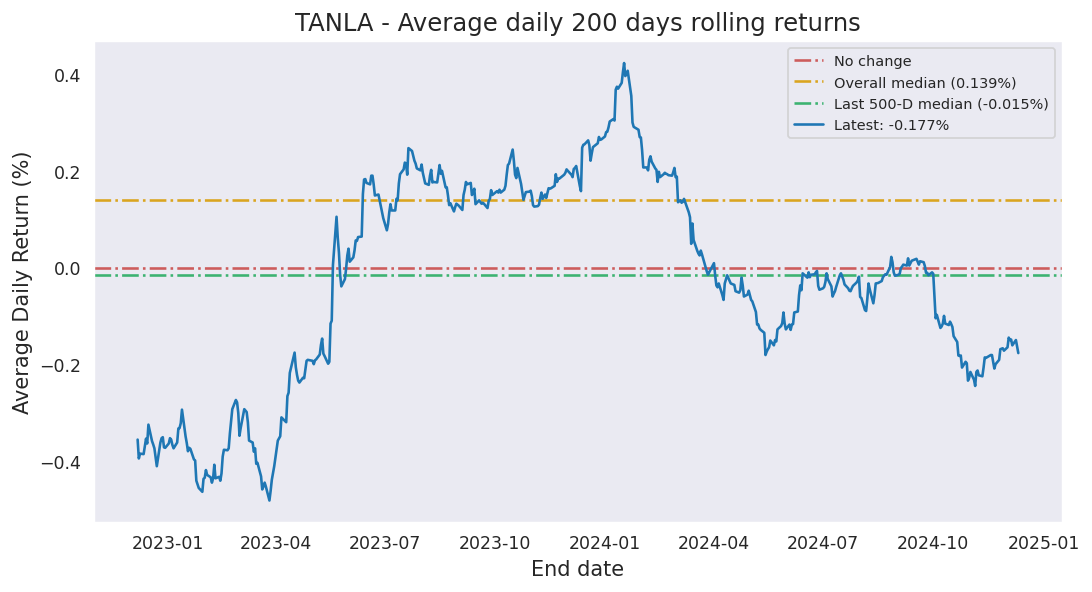 TANLA - Average daily 200 days rolling returns
No change
Overall median (0.139%)
Last 500-D median (-0.015%)
Latest: -0.177%
Average Daily Return (%)
0.4
0.2
0.0
−0.2
−0.4
2023-01 2023-04 2023-07 2023-10 2024-01 2024-04 2024-07 2024-10 2025-01
End date